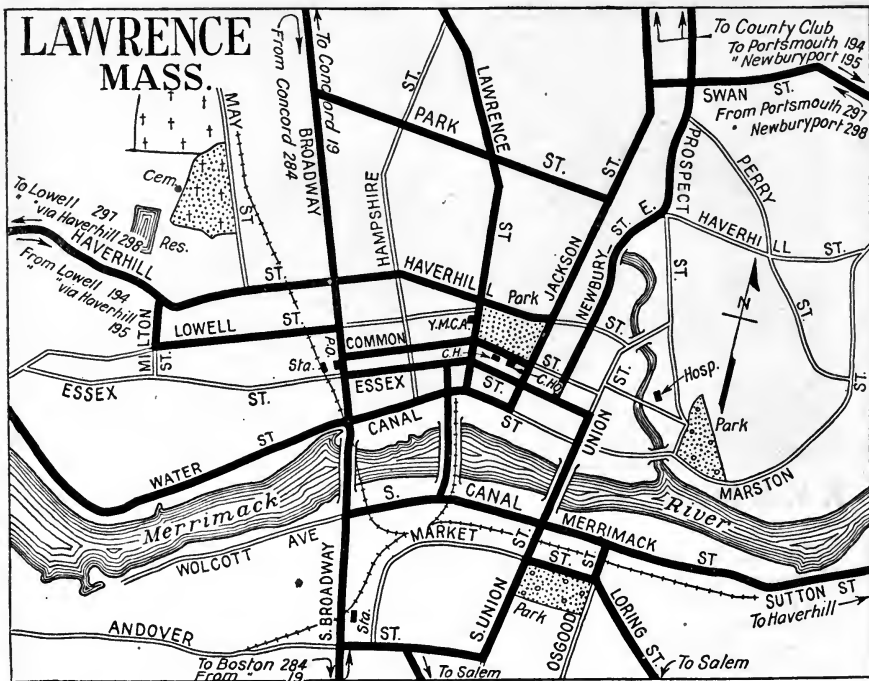 LAWRENCE
MASS.
To Concord 19
From Concord 284
BROADWAY
MAY
ST
Cem.
Res.
To Lowell 297
" " via Haverhill 298
From Lowell 194
" "via Haverhill
195
HAVERHILL
ST.
MILTON
ST.
LOWELL ST.
ESSEX
ST.
WATER ST
HAMPSHIRE
ST.
PARK ST.
LAWRENCE
ST
HAVERHILL
Park
Y.M.C.A.
P.O.
Sta.
COMMON
ST.
C.H.
C.H.
ESSEX ST.
CANAL ST
JACKSON
ST.
NEWBURY ST. E.
PROSPECT
ST.
To County Club
To Portsmouth 194
" Newburyport 195
SWAN ST.
From Portsmouth 297
" Newburyport 298
PERRY
ST.
HAVERHILL ST.
N
ST.
ST.
Hosp.
Park
UNION
ST.
MARSTON
ST.
Merrimack
River
S. CANAL
ST.
WOLCOTT AVE
MARKET
ST.
MERRIMACK
ST
SUTTON ST
To Haverhill
S. BROADWAY
Sta.
ANDOVER
ST.
S. UNION
Park
OSGOOD
ST.
LORING
ST.
To Boston 284
From " 19
To Salem
To Salem